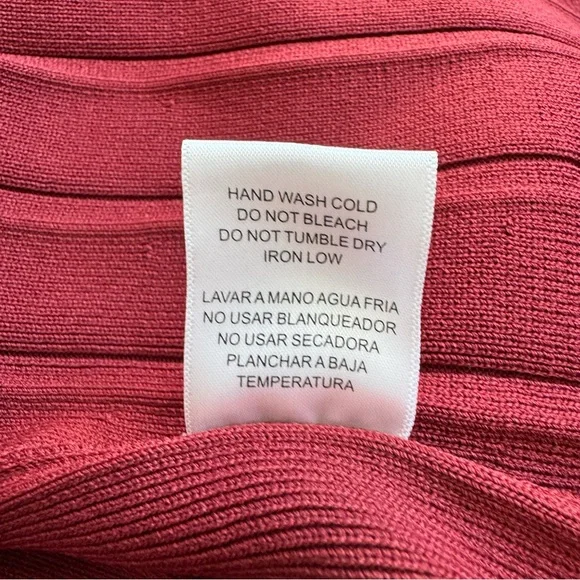 HAND WASH COLD
DO NOT BLEACH
DO NOT TUMBLE DRY
IRON LOW
LAVAR A MANO AGUA FRIA
NO USAR BLANQUEADOR
NO USAR SECADORA
PLANCHAR A BAJA
TEMPERATURA